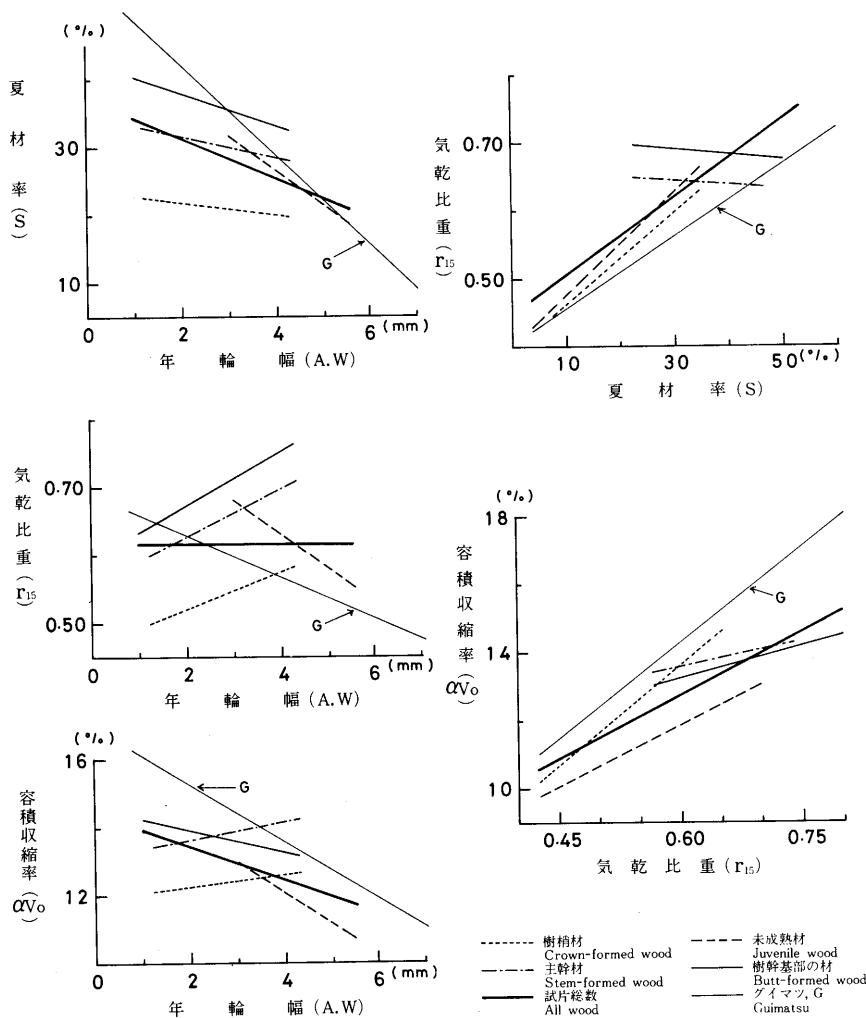 (%)
夏材率(S)
30
10
G
0 2 4 6 (mm)
年輪幅(A.W)
気乾比重(r15)
0.70
0.50
G
10 30 50 (%)
夏材率(S)
気乾比重(r15)
0.70
0.50
G
0 2 4 6 (mm)
年輪幅(A.W)
(%)
容積収縮率(αVo)
18
14
10
G
0.45 0.60 0.75
気乾比重(r15)
(%)
容積収縮率(αVo)
16
12
G
0 2 4 6 (mm)
年輪幅(A.W)
樹梢材
Crown-formed wood
主幹材
Stem-formed wood
試片総数
All wood
未成熟材
Juvenile wood
樹幹基部の材
Butt-formed wood
グイマツ, G
Guimatsu